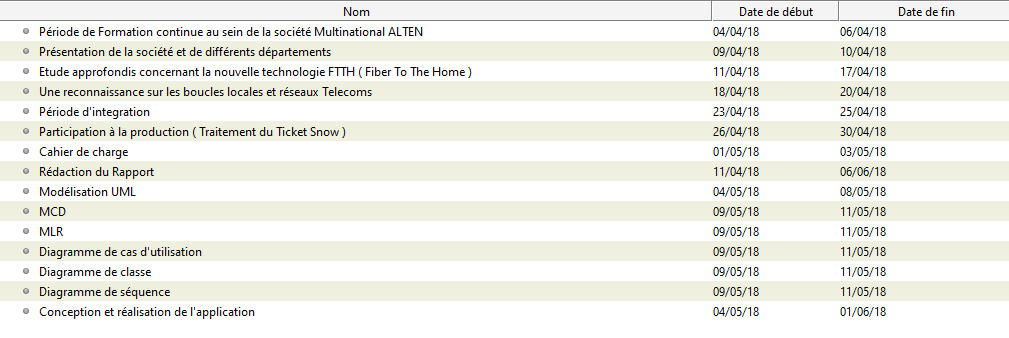 Nom Date de début Date de fin
Période de Formation continue au sein de la société Multinational ALTEN 04/04/18 06/04/18
Présentation de la société et de différents départements 09/04/18 10/04/18
Etude approfondis concernant la nouvelle technologie FTTH ( Fiber To The Home ) 11/04/18 17/04/18
Une reconnaissance sur les boucles locales et réseaux Telecoms 18/04/18 20/04/18
Période d'integration 23/04/18 25/04/18
Participation à la production ( Traitement du Ticket Snow ) 26/04/18 30/04/18
Cahier de charge 01/05/18 03/05/18
Rédaction du Rapport 11/04/18 06/06/18
Modélisation UML 04/05/18 08/05/18
MCD 09/05/18 11/05/18
MLR 09/05/18 11/05/18
Diagramme de cas d'utilisation 09/05/18 11/05/18
Diagramme de classe 09/05/18 11/05/18
Diagramme de séquence 09/05/18 11/05/18
Conception et réalisation de l'application 04/05/18 01/06/18